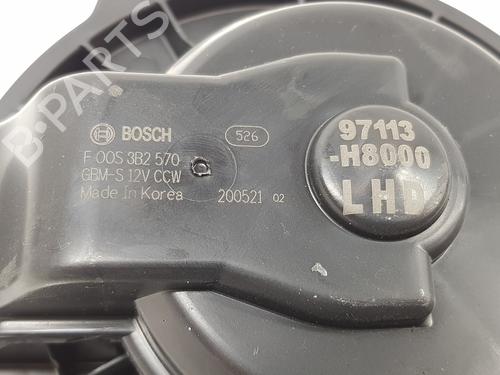 B-PARTS
BOSCH
526
F 00S 3B2 570
GBM-S 12V CCW
Made In Korea
200521 02
97113
-H8000
LHD